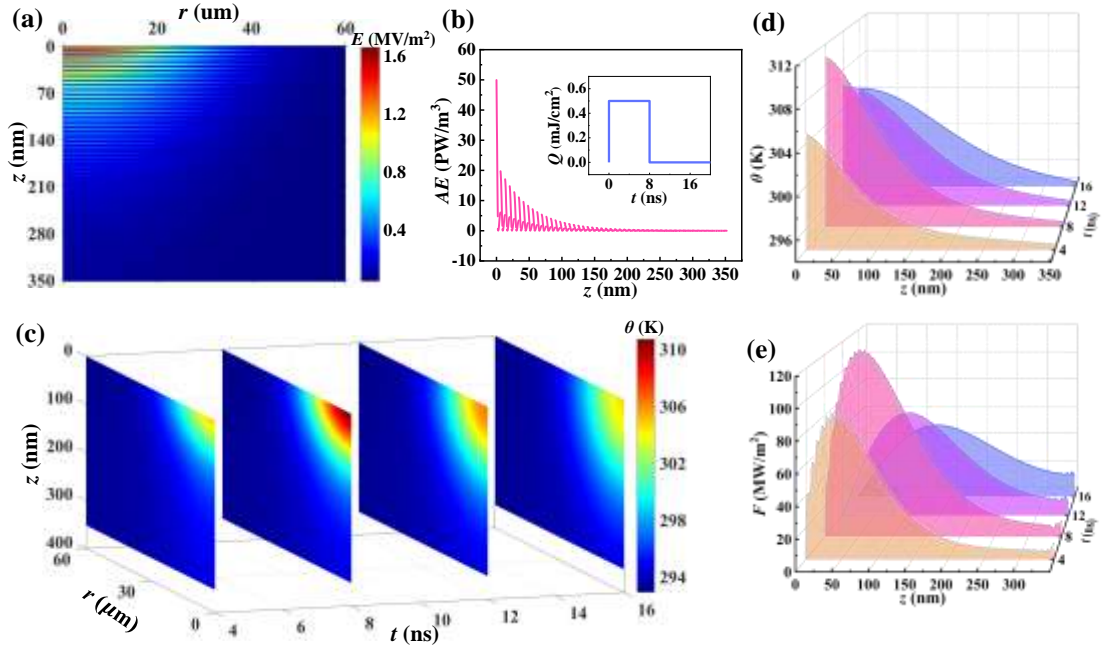 (a)
r (um)
0 20 40 60
E (MV/m²)
0
70
140
210
280
350
z (nm)
1.6
1.2
0.8
0.4
(b)
60
50
40
30
20
10
0
-10
AE (PW/m³)
0 50 100 150 200 250 300 350
z (nm)
0.6
0.4
0.2
0.0
Q (mJ/cm²)
0 8 16
t (ns)
(d)
312
308
304
300
296
θ (K)
0 50 100 150 200 250 300 350
z (nm)
16
12
8
4
t (ns)
(c)
0
100
200
300
400
z (nm)
60
30
0
r (μm)
4 6 8 10 12 14 16
t (ns)
θ (K)
310
306
302
298
294
(e)
120
100
80
60
40
20
0
F (MW/m²)
0 50 100 150 200 250 300
z (nm)
16
12
8
4
t (ns)